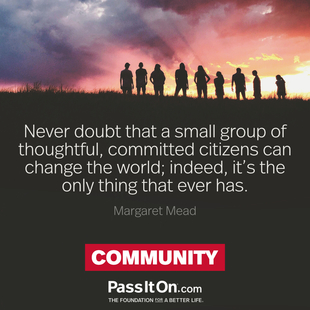 Never doubt that a small group of
thoughtful, committed citizens can
change the world; indeed, it's the
only thing that ever has.
Margaret Mead
COMMUNITY
PassItOn.com
THE FOUNDATION FOR A BETTER LIFE.